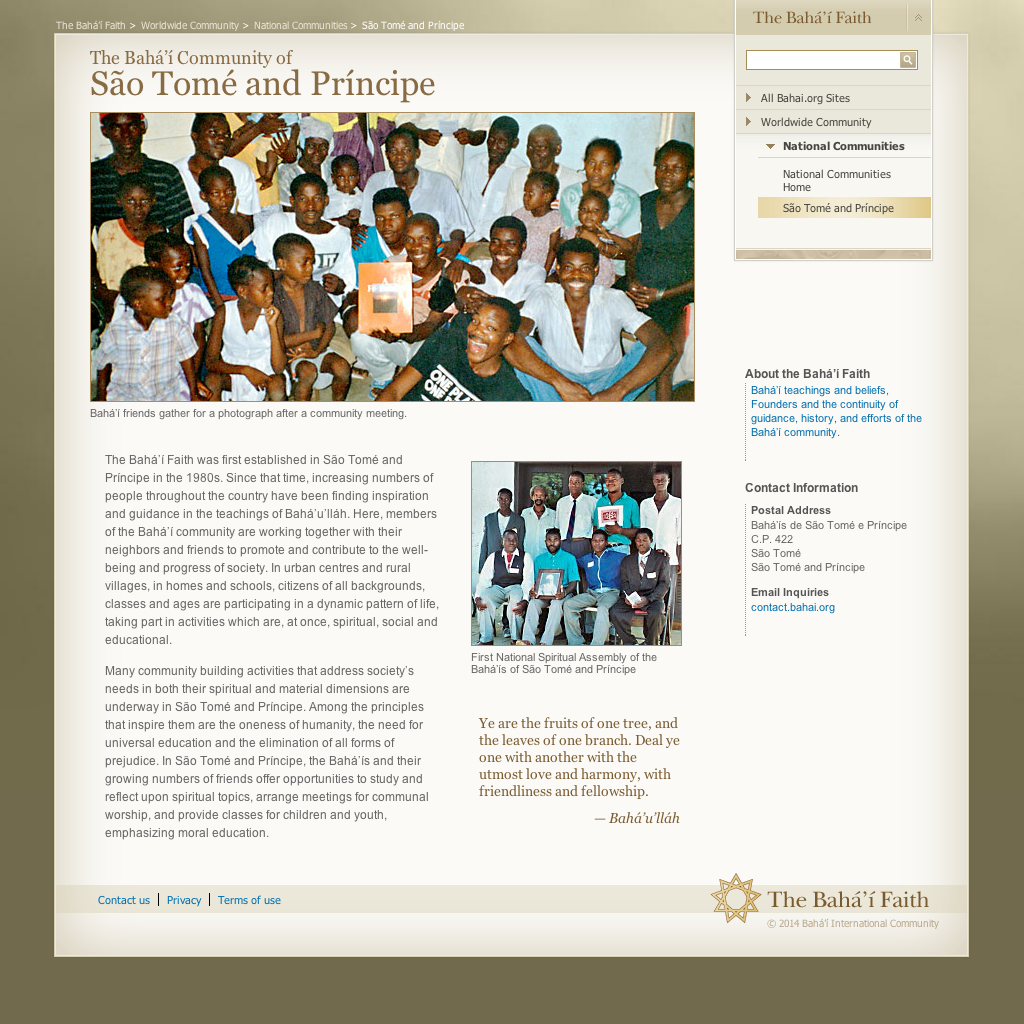 The Bahá'í Faith > Worldwide Community > National Communities > São Tomé and Príncipe
The Bahá'í Faith
The Bahá'í Community of
São Tomé and Príncipe
All Bahai.org Sites
Worldwide Community
National Communities
National Communities
Home
São Tomé and Príncipe
Bahá'í friends gather for a photograph after a community meeting.
The Bahá'í Faith was first established in São Tomé and
Príncipe in the 1980s. Since that time, increasing numbers of
people throughout the country have been finding inspiration
and guidance in the teachings of Bahá'u'lláh. Here, members
of the Bahá'í community are working together with their
neighbors and friends to promote and contribute to the well-
being and progress of society. In urban centres and rural
villages, in homes and schools, citizens of all backgrounds,
classes and ages are participating in a dynamic pattern of life,
taking part in activities which are, at once, spiritual, social and
educational.
Many community building activities that address society's
needs in both their spiritual and material dimensions are
underway in São Tomé and Príncipe. Among the principles
that inspire them are the oneness of humanity, the need for
universal education and the elimination of all forms of
prejudice. In São Tomé and Príncipe, the Bahá'ís and their
growing numbers of friends offer opportunities to study and
reflect upon spiritual topics, arrange meetings for communal
worship, and provide classes for children and youth,
emphasizing moral education.
First National Spiritual Assembly of the
Bahá'ís of São Tomé and Príncipe
Ye are the fruits of one tree, and
the leaves of one branch. Deal ye
one with another with the
utmost love and harmony, with
friendliness and fellowship.
— Bahá'u'lláh
About the Bahá'í Faith
Bahá'í teachings and beliefs,
Founders and the continuity of
guidance, history, and efforts of the
Bahá'í community.
Contact Information
Postal Address
Bahá'ís de São Tomé e Príncipe
C.P. 422
São Tomé
São Tomé and Príncipe
Email Inquiries
contact.bahai.org
Contact us | Privacy | Terms of use
The Bahá'í Faith
© 2014 Bahá'í International Community